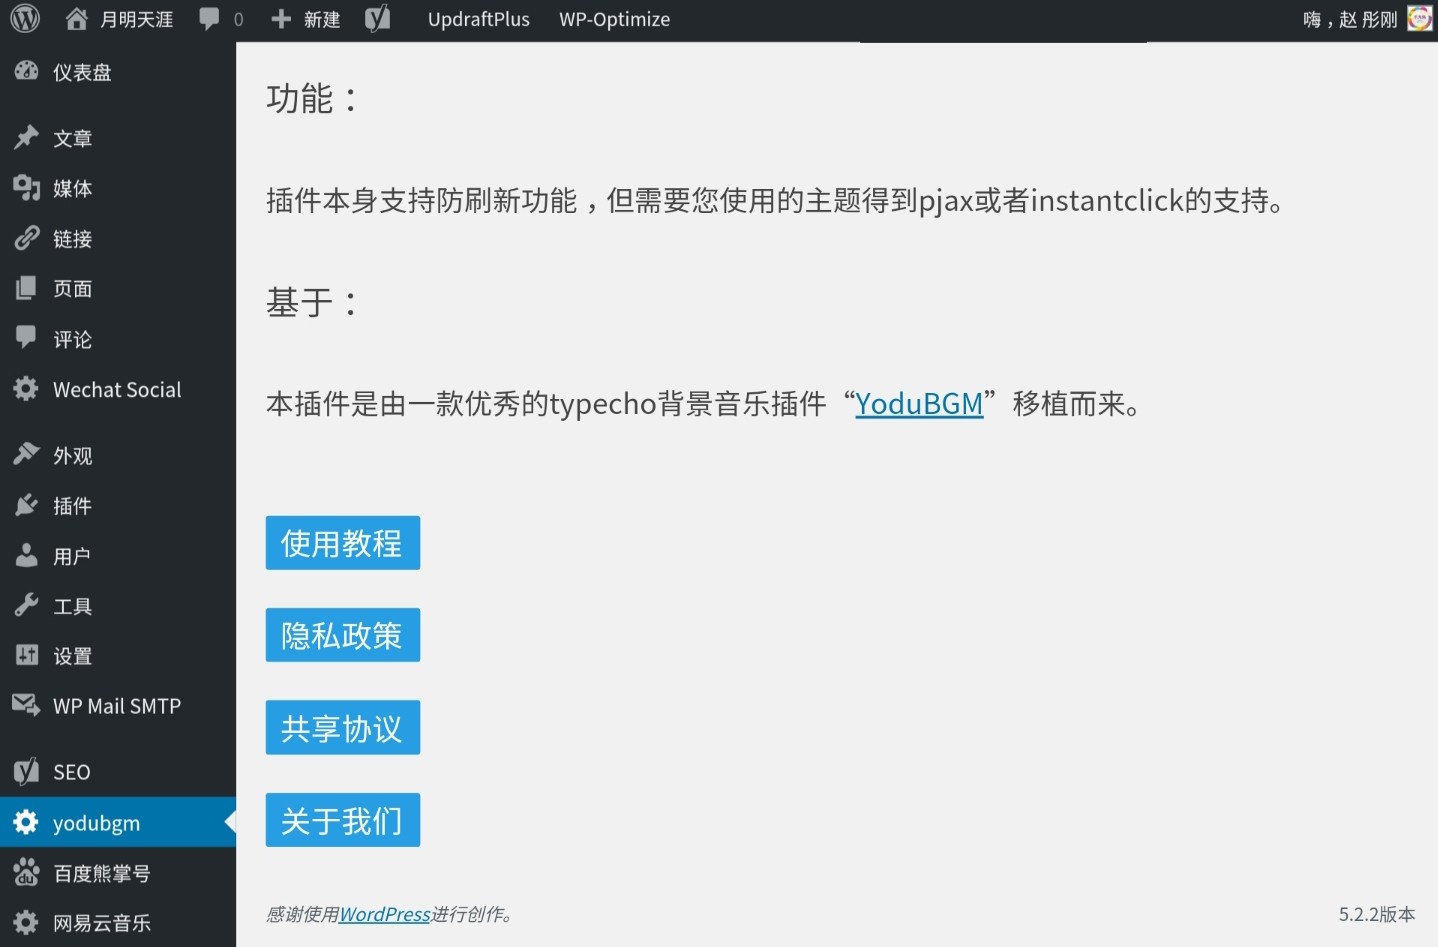 月明天涯 0 新建 UpdraftPlus WP-Optimize 嗨，赵 彤刚
仪表盘
文章
媒体
链接
页面
评论
Wechat Social
外观
插件
用户
工具
设置
WP Mail SMTP
SEO
yodubgm
百度熊掌号
网易云音乐
功能：
插件本身支持防刷新功能，但需要您使用的主题得到pjax或者instantclick的支持。
基于：
本插件是由一款优秀的typecho背景音乐插件“YoduBGM”移植而来。
使用教程
隐私政策
共享协议
关于我们
感谢使用WordPress进行创作。
5.2.2版本